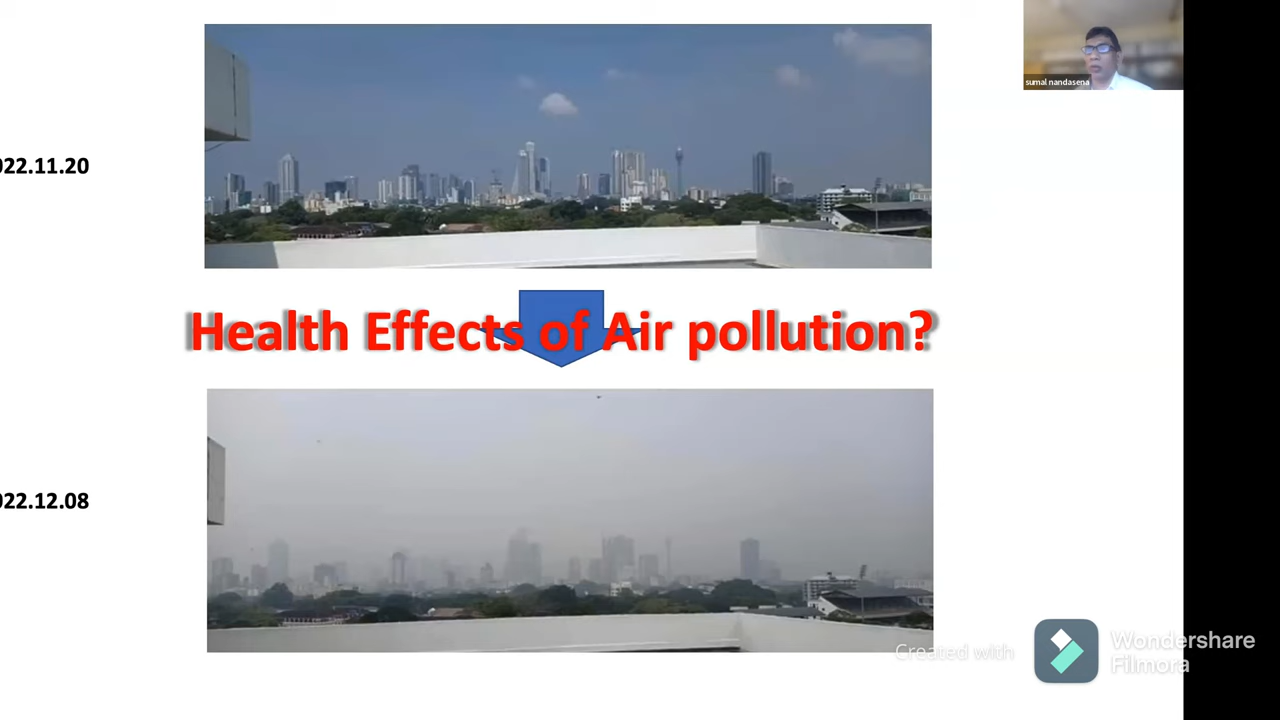 sumal nandasena
022.11.20
Health Effects of Air pollution?
022.12.08
Created with
Wondershare
Filmora